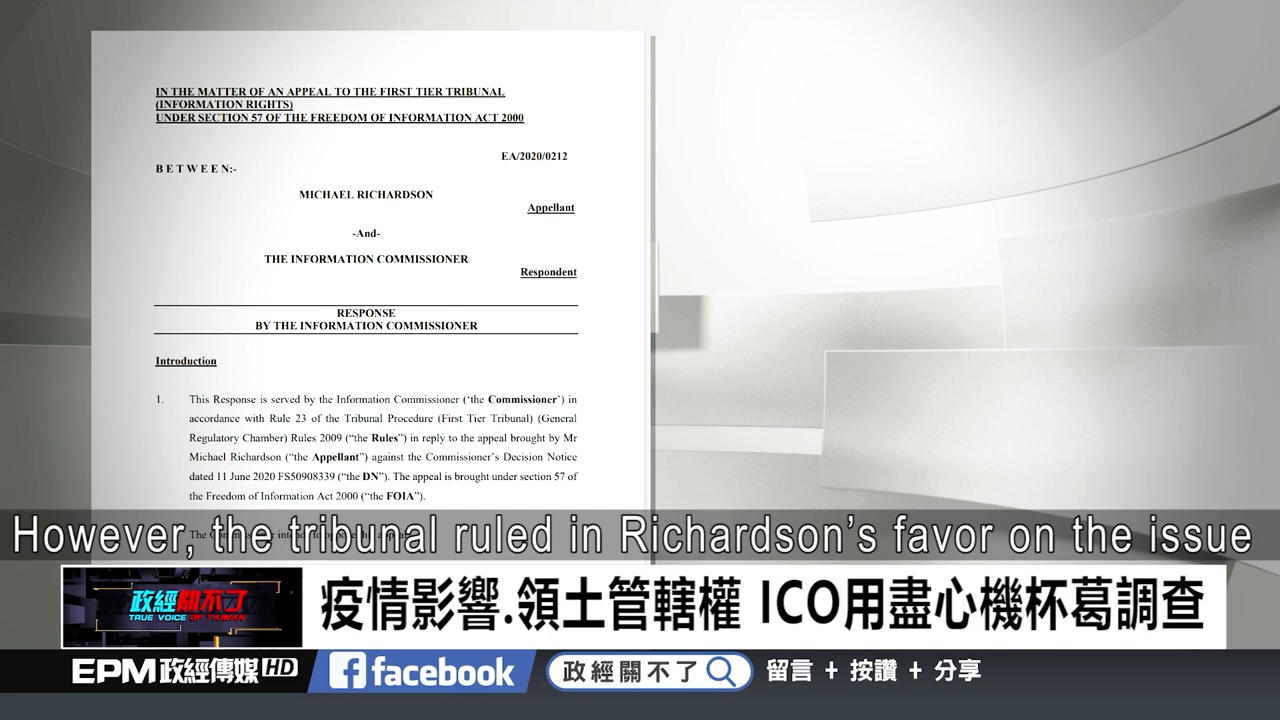 IN THE MATTER OF AN APPEAL TO THE FIRST TIER TRIBUNAL
(INFORMATION RIGHTS)
UNDER SECTION 57 OF THE FREEDOM OF INFORMATION ACT 2000
EA/2020/0212
B E T W E E N:-
MICHAEL RICHARDSON
Appellant
-And-
THE INFORMATION COMMISSIONER
Respondent
RESPONSE
BY THE INFORMATION COMMISSIONER
Introduction
1. This Response is served by the Information Commissioner (‘the Commissioner’) in
accordance with Rule 23 of the Tribunal Procedure (First Tier Tribunal) (General
Regulatory Chamber) Rules 2009 (“the Rules”) in reply to the appeal brought by Mr
Michael Richardson (“the Appellant”) against the Commissioner’s Decision Notice
dated 11 June 2020 FS50908339 (“the DN”). The appeal is brought under section 57 of
the Freedom of Information Act 2000 (“the FOIA”).
However, the tribunal ruled in Richardson’s favor on the issue
政經關不了
TRUE VOICE OF TAIWAN
疫情影響.領土管轄權 ICO用盡心機杯葛調查
EPM政經傳媒HD
facebook
政經關不了
留言 + 按讚 + 分享